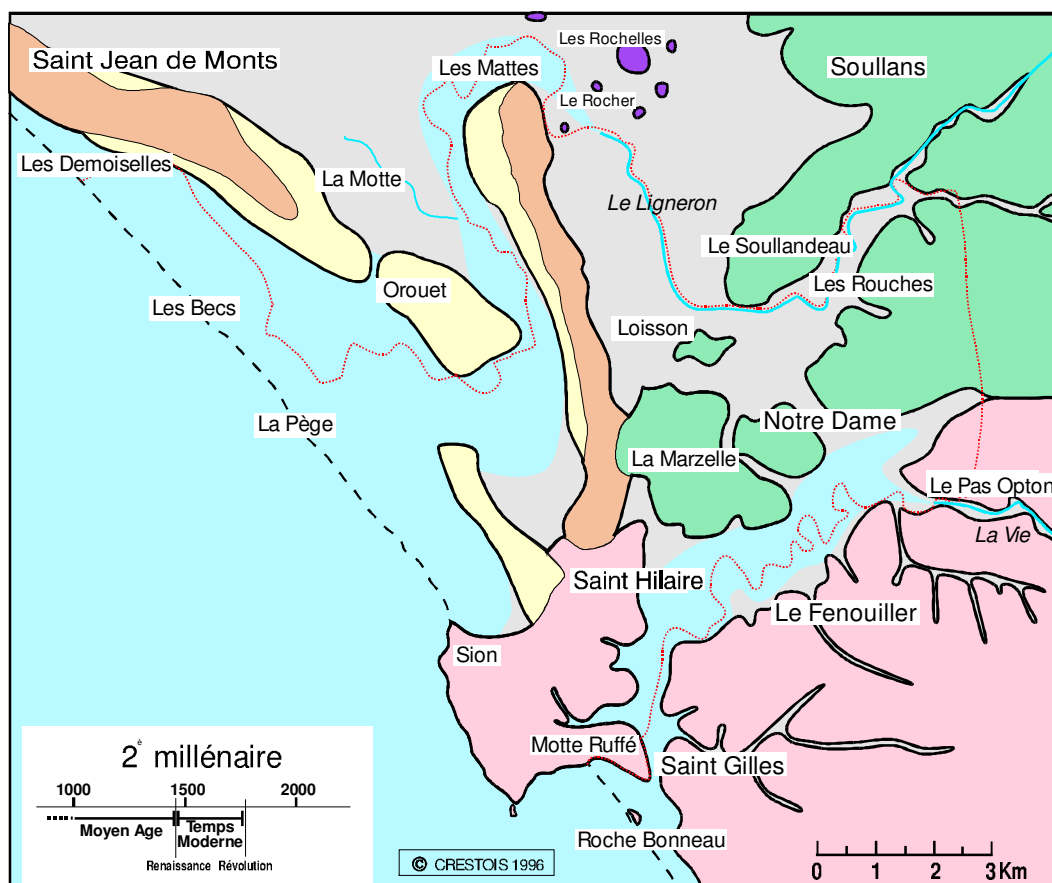 Les Rochelles
Saint Jean de Monts
Les Mattes
Soullans
Le Rocher
Les Demoiselles
La Motte
Le Ligneron
Le Soullandeau
Orouet
Les Rouches
Les Becs
Loisson
La Pège
Notre Dame
La Marzelle
Le Pas Opton
La Vie
Saint Hilaire
Le Fenouiller
Sion
Motte Ruffé
Saint Gilles
Roche Bonneau
2è millénaire
1000 1500 2000
Moyen Age
Temps
Moderne
Renaissance Révolution
© CRESTOIS 1996
0 1 2 3 Km